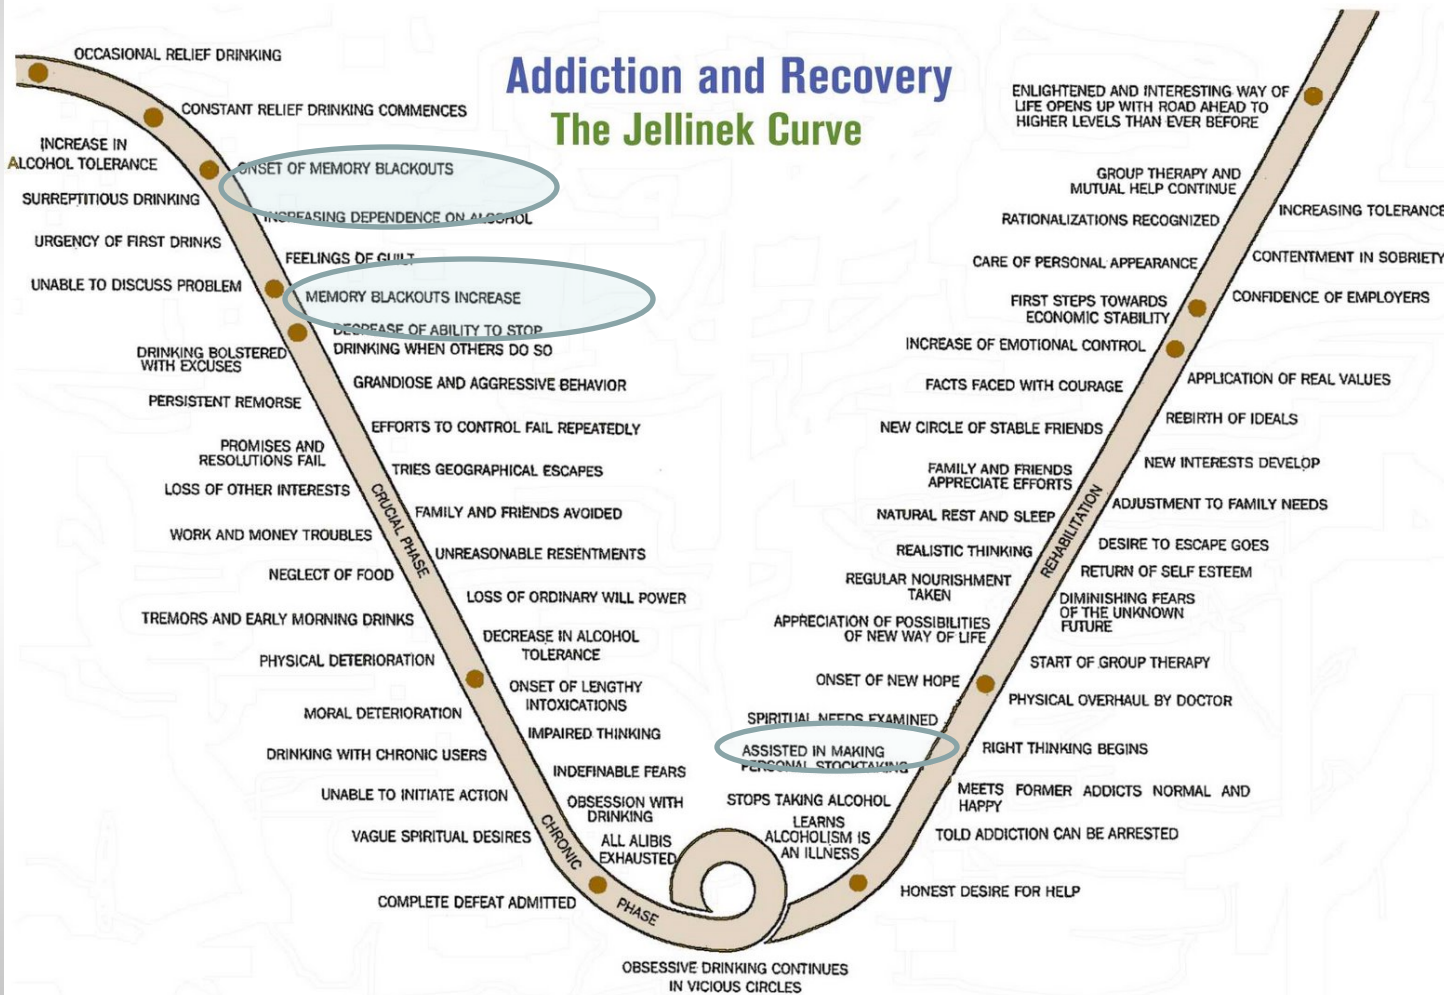 Addiction and Recovery
The Jellinek Curve
OCCASIONAL RELIEF DRINKING
CONSTANT RELIEF DRINKING COMMENCES
INCREASE IN
ALCOHOL TOLERANCE
ONSET OF MEMORY BLACKOUTS
SURREPTITIOUS DRINKING
INCREASING DEPENDENCE ON ALCOHOL
URGENCY OF FIRST DRINKS
FEELINGS OF GUILT
UNABLE TO DISCUSS PROBLEM
MEMORY BLACKOUTS INCREASE
DECREASE OF ABILITY TO STOP
DRINKING WHEN OTHERS DO SO
DRINKING BOLSTERED
WITH EXCUSES
GRANDIOSE AND AGGRESSIVE BEHAVIOR
PERSISTENT REMORSE
EFFORTS TO CONTROL FAIL REPEATEDLY
PROMISES AND
RESOLUTIONS FAIL
TRIES GEOGRAPHICAL ESCAPES
LOSS OF OTHER INTERESTS
CRUCIAL PHASE
FAMILY AND FRIENDS AVOIDED
WORK AND MONEY TROUBLES
UNREASONABLE RESENTMENTS
NEGLECT OF FOOD
LOSS OF ORDINARY WILL POWER
TREMORS AND EARLY MORNING DRINKS
DECREASE IN ALCOHOL
TOLERANCE
PHYSICAL DETERIORATION
ONSET OF LENGTHY
INTOXICATIONS
MORAL DETERIORATION
IMPAIRED THINKING
DRINKING WITH CHRONIC USERS
INDEFINABLE FEARS
UNABLE TO INITIATE ACTION
OBSESSION WITH
DRINKING
VAGUE SPIRITUAL DESIRES
CHRONIC
ALL ALIBIS
EXHAUSTED
COMPLETE DEFEAT ADMITTED
PHASE
OBSESSIVE DRINKING CONTINUES
IN VICIOUS CIRCLES
ENLIGHTENED AND INTERESTING WAY OF
LIFE OPENS UP WITH ROAD AHEAD TO
HIGHER LEVELS THAN EVER BEFORE
GROUP THERAPY AND
MUTUAL HELP CONTINUE
INCREASING TOLERANCE
RATIONALIZATIONS RECOGNIZED
CONTENTMENT IN SOBRIETY
CARE OF PERSONAL APPEARANCE
CONFIDENCE OF EMPLOYERS
FIRST STEPS TOWARDS
ECONOMIC STABILITY
INCREASE OF EMOTIONAL CONTROL
APPLICATION OF REAL VALUES
FACTS FACED WITH COURAGE
REBIRTH OF IDEALS
NEW CIRCLE OF STABLE FRIENDS
NEW INTERESTS DEVELOP
FAMILY AND FRIENDS
APPRECIATE EFFORTS
ADJUSTMENT TO FAMILY NEEDS
NATURAL REST AND SLEEP
REHABILITATION
DESIRE TO ESCAPE GOES
REALISTIC THINKING
RETURN OF SELF ESTEEM
REGULAR NOURISHMENT
TAKEN
DIMINISHING FEARS
OF THE UNKNOWN
FUTURE
APPRECIATION OF POSSIBILITIES
OF NEW WAY OF LIFE
START OF GROUP THERAPY
ONSET OF NEW HOPE
PHYSICAL OVERHAUL BY DOCTOR
SPIRITUAL NEEDS EXAMINED
RIGHT THINKING BEGINS
ASSISTED IN MAKING
PERSONAL STOCKTAKING
MEETS FORMER ADDICTS NORMAL AND
HAPPY
STOPS TAKING ALCOHOL
TOLD ADDICTION CAN BE ARRESTED
LEARNS
ALCOHOLISM IS
AN ILLNESS
HONEST DESIRE FOR HELP